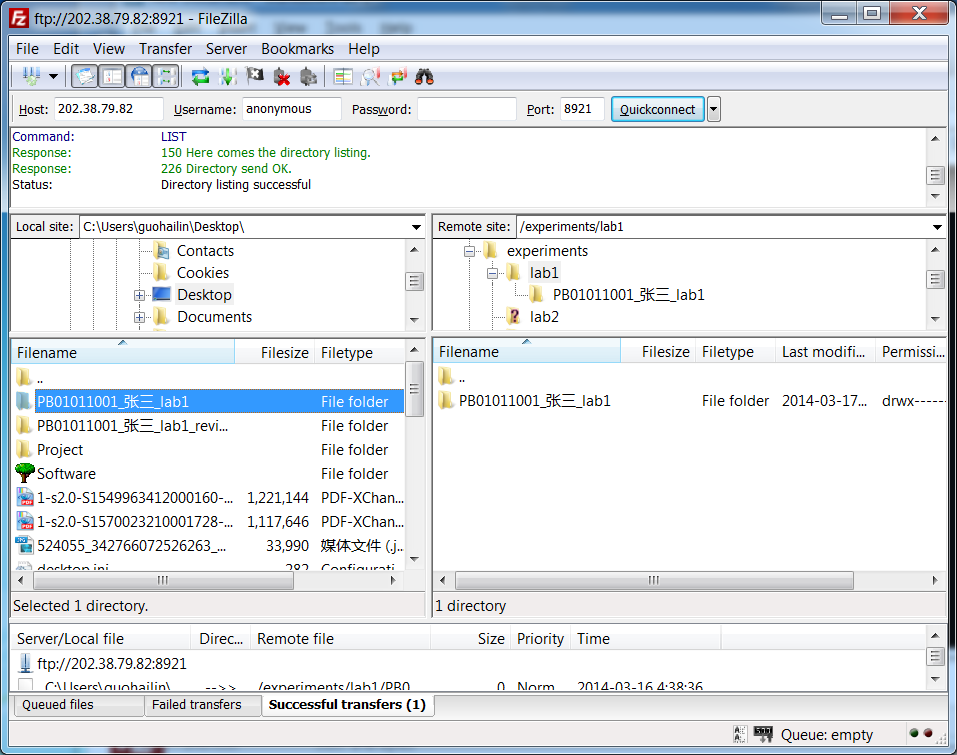 ftp://202.38.79.82:8921 - FileZilla
File Edit View Transfer Server Bookmarks Help
Host: 202.38.79.82 Username: anonymous Password: Port: 8921 Quickconnect
Command: LIST
Response: 150 Here comes the directory listing.
Response: 226 Directory send OK.
Status: Directory listing successful
Local site: C:\Users\guohailin\Desktop\
Contacts
Cookies
Desktop
Documents
Remote site: /experiments/lab1
experiments
lab1
PB01011001_张三_lab1
lab2
Filename Filesize Filetype
..
PB01011001_张三_lab1 File folder
PB01011001_张三_lab1_revi... File folder
Project File folder
Software File folder
1-s2.0-S1549963412000160-... 1,221,144 PDF-XChan...
1-s2.0-S1570023210001728-... 1,117,646 PDF-XChan...
524055_342766072526263_... 33,990 媒体文件 (.j...
desktop.ini 282 Configurati
Selected 1 directory.
Filename Filesize Filetype Last modifi... Permissi...
..
PB01011001_张三_lab1 File folder 2014-03-17... drwx------
1 directory
Server/Local file Direc... Remote file Size Priority Time
ftp://202.38.79.82:8921
C:\Users\guohailin\ -->> /experiments/lab1/PB0 0 Norm 2014-03-16 4:38:36
Queued files Failed transfers Successful transfers (1)
Queue: empty